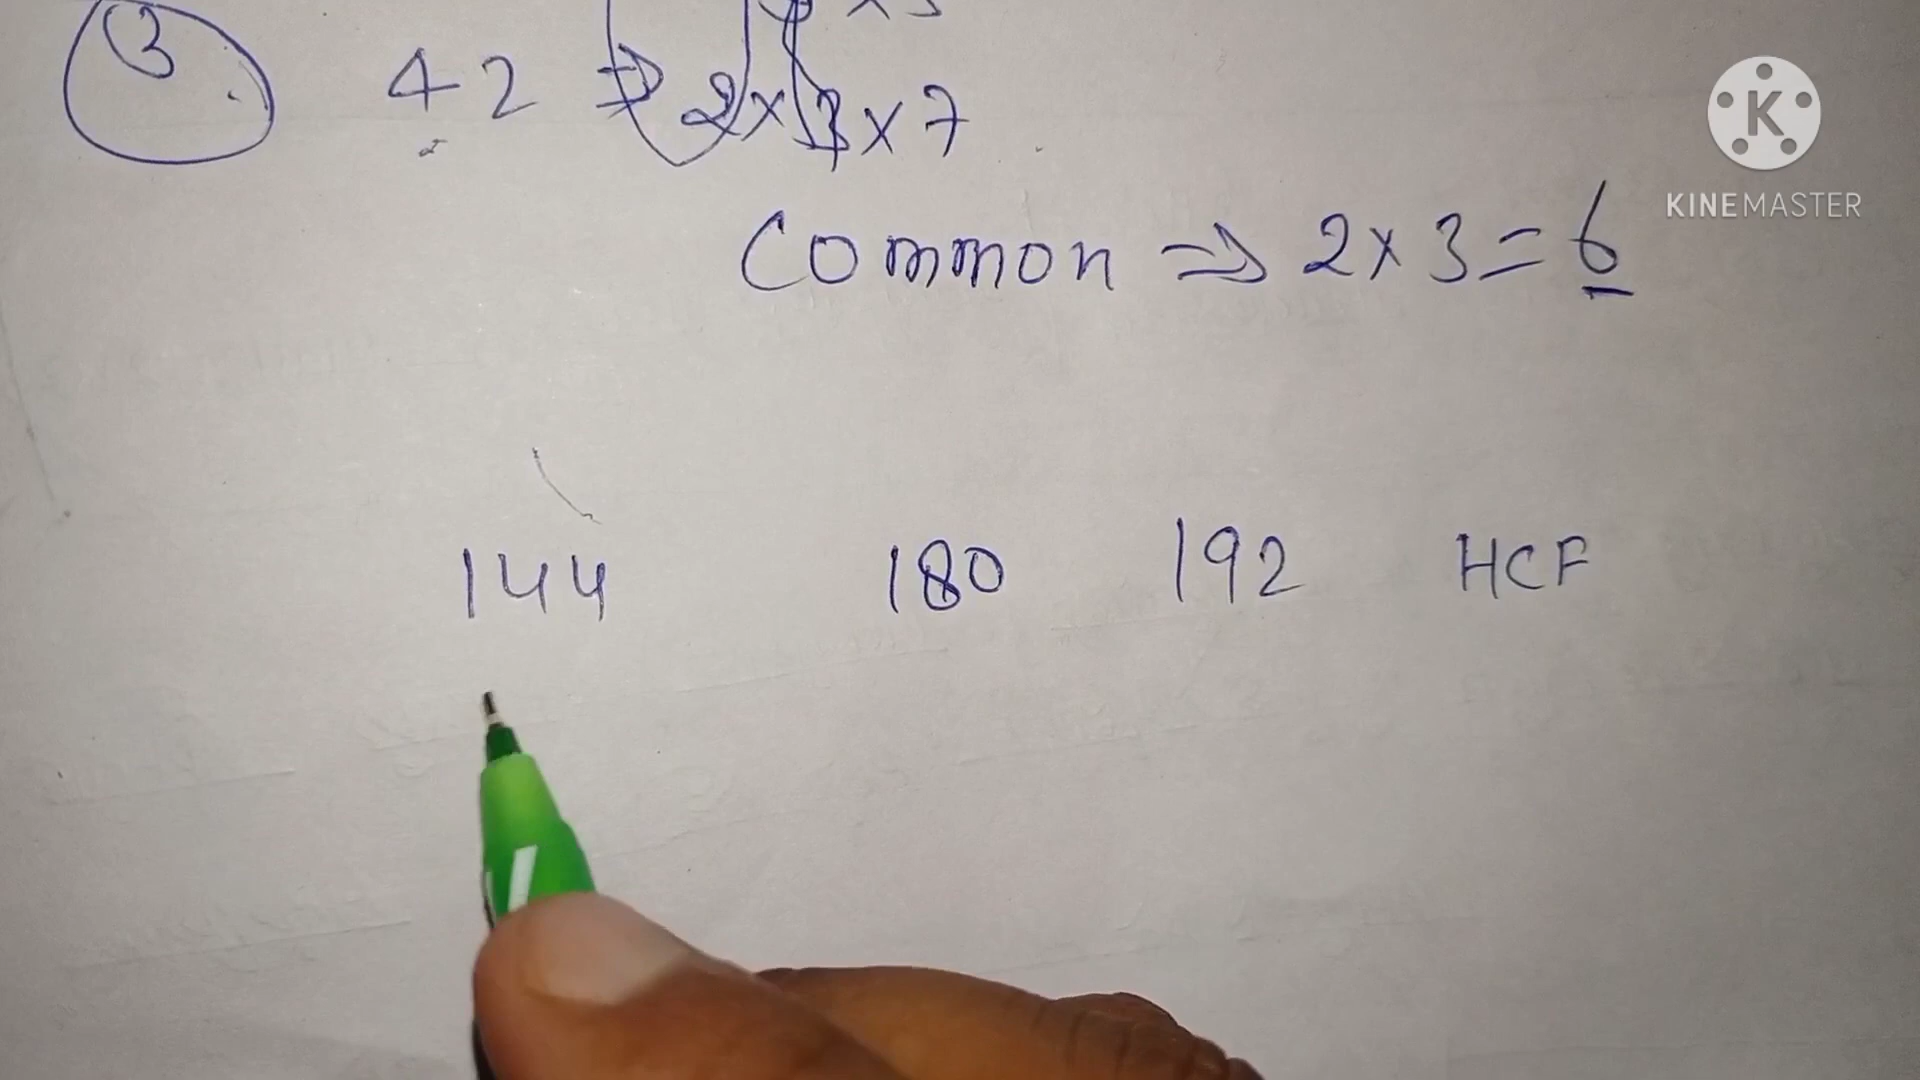 3
42 ⇒ 2×3×7
Common ⇒ 2×3=6
144 180 192 HCF
K
KINEMASTER